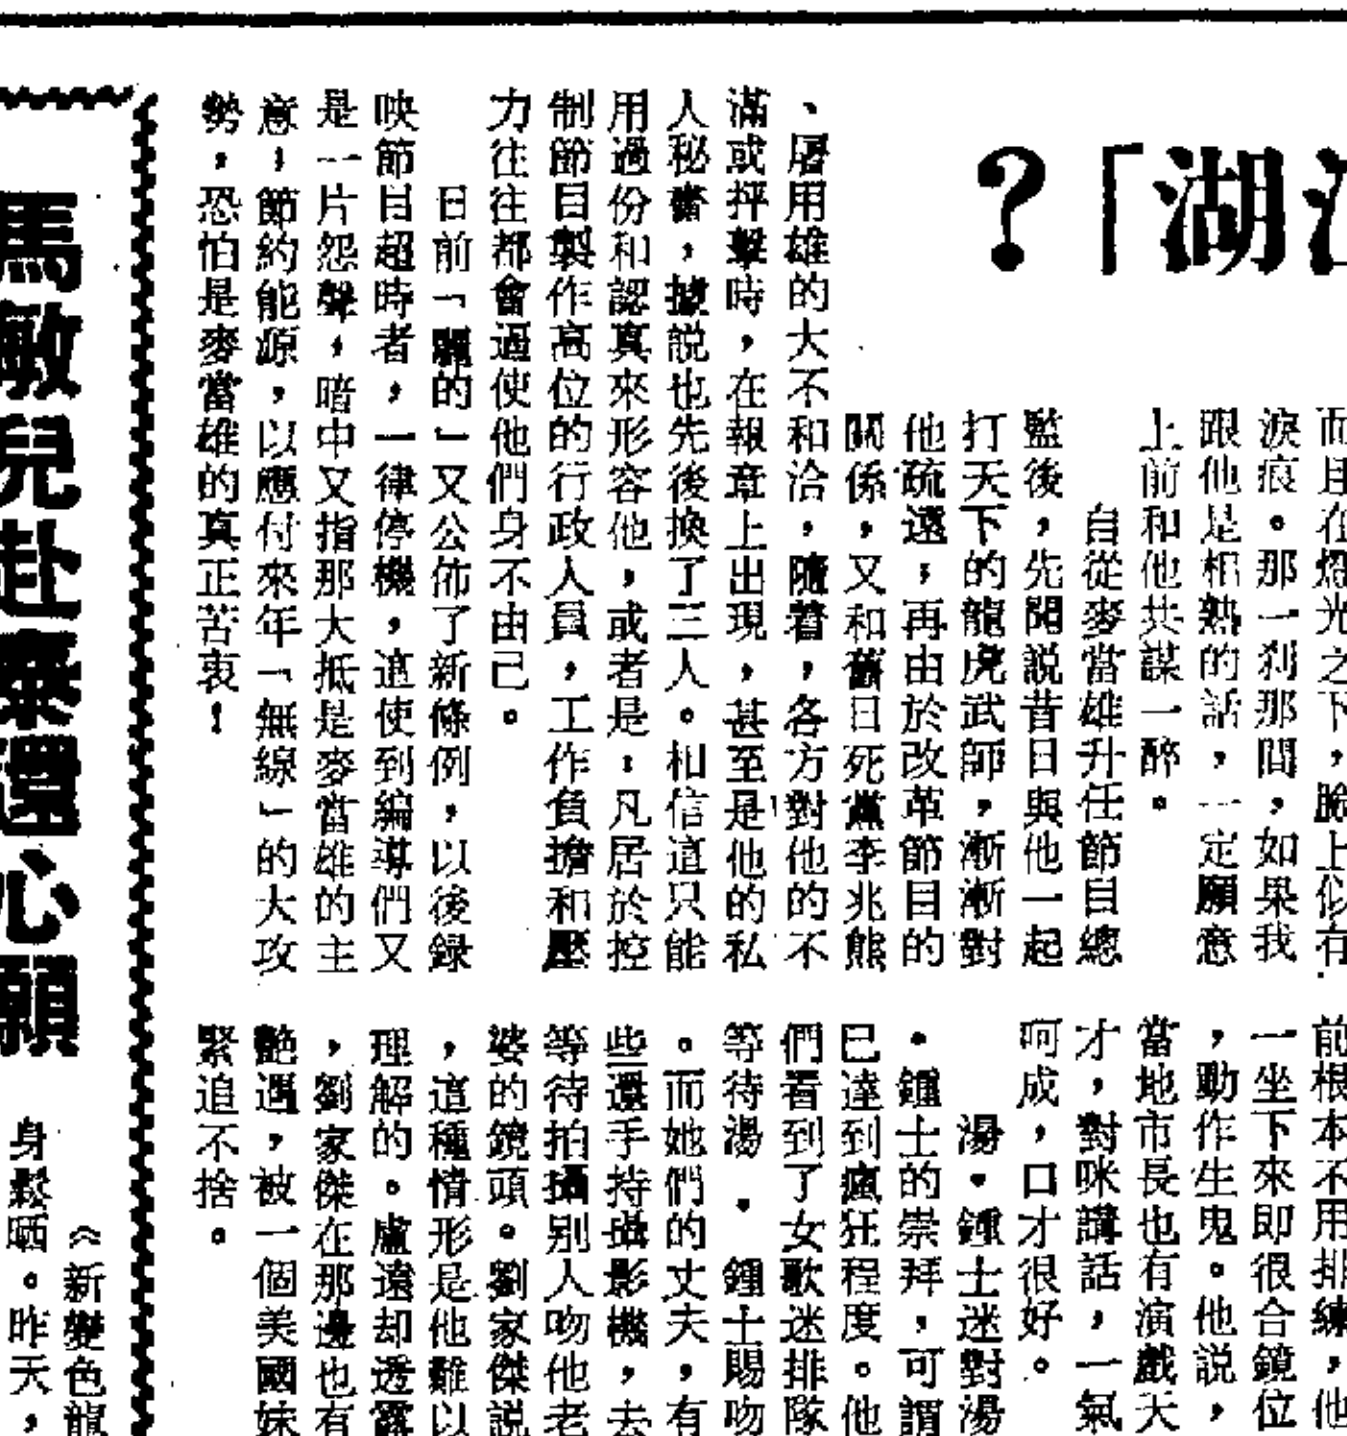 ？「湖江
而且在燈光之下，臉上似有
淚痕。那一刹那間，如果我
跟他是相熟的話，一定願意
上前和他共謀一醉。
自從麥當雄升任節目總
監後，先聞説昔日與他一起
打天下的龍虎武師，漸漸對
他疏遠，再由於改革節目的
關係，又和舊日死黨李兆熊
、屠用雄的大不和洽，隨着，各方對他的不
滿或抨擊時，在報章上出現，甚至是他的私
人秘書，據説也先後換了三人。相信這只能
用過份和認真來形容他，或者是，凡居於控
制節目製作高位的行政人員，工作負擔和壓
力往往都會逼使他們身不由己。
日前「麗的」又公佈了新條例，以後録
映節目超時者，一律停機，這使到編導們又
是一片怨聲，暗中又指那大抵是麥當雄的主
意，節約能源，以應付來年「無線」的大攻
勢，恐怕是麥當雄的真正苦衷！
前根本不用排練，他
一坐下來即很合鏡位
，動作生鬼。他説，
當地市長也有演戲天
才，對咪講話，一氣
呵成，口才很好。
湯・鍾士迷對湯
・鍾士的崇拜，可謂
已達到瘋狂程度。他
們看到了女歌迷排隊
等待湯・鍾士賜吻
。而她們的丈夫，有
些還手持攝影機，去
等待拍攝別人吻他老
婆的鏡頭。劉家傑説
，這種情形是他難以
理解的。盧遠却透露
，劉家傑在那邊也有
艷遇，被一個美國妹
緊追不捨。
馬敏兒赴棄還心願
《新變色龍
身鬆晒。昨天，